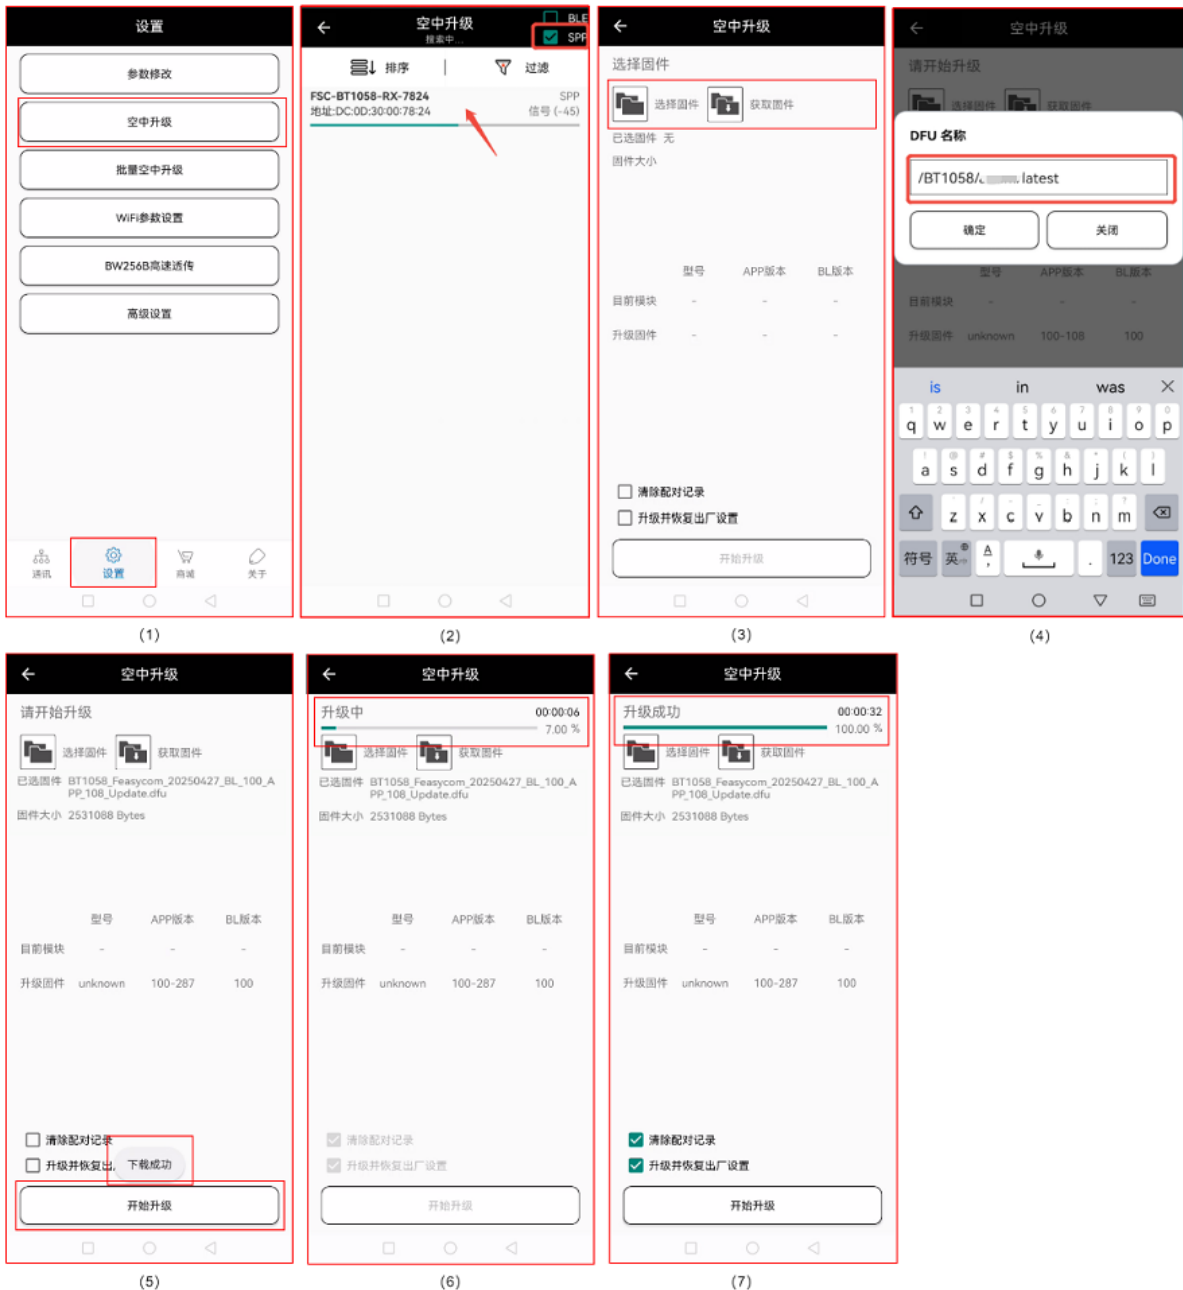 设置
参数修改
空中升级
批量空中升级
WiFi参数设置
BW256B高速透传
高级设置
通讯
设置
商城
关于
(1)
空中升级
搜索中...
BLE
SPP
排序
过滤
FSC-BT1058-RX-7824
SPP
地址:DC:0D:30:00:78:24
信号 (-45)
(2)
空中升级
选择固件
选择固件
获取固件
已选固件 无
固件大小
型号 APP版本 BL版本
目前模块 - - -
升级固件 - - -
清除配对记录
升级并恢复出厂设置
开始升级
(3)
空中升级
请开始升级
选择固件
获取固件
DFU 名称
/BT1058/
latest
确定
关闭
型号 APP版本 BL版本
目前模块 - - -
升级固件 unknown 100-108 100
is in was
1 2 3 4 5 6 7 8 9 0
q w e r t y u i o p
a s d f g h j k l
z x c v b n m
符号 英 , . 123 Done
(4)
空中升级
请开始升级
选择固件
获取固件
已选固件 BT1058_Feasycom_20250427_BL_100_A
PP_108_Update.dfu
固件大小 2531088 Bytes
型号 APP版本 BL版本
目前模块 - - -
升级固件 unknown 100-287 100
清除配对记录
升级并恢复出
下载成功
开始升级
(5)
空中升级
升级中 00:00:06
7.00 %
选择固件
获取固件
已选固件 BT1058_Feasycom_20250427_BL_100_A
PP_108_Update.dfu
固件大小 2531088 Bytes
型号 APP版本 BL版本
目前模块 - - -
升级固件 unknown 100-287 100
清除配对记录
升级并恢复出厂设置
开始升级
(6)
空中升级
升级成功 00:00:32
100.00 %
选择固件
获取固件
已选固件 BT1058_Feasycom_20250427_BL_100_A
PP_108_Update.dfu
固件大小 2531088 Bytes
型号 APP版本 BL版本
目前模块 - - -
升级固件 unknown 100-287 100
清除配对记录
升级并恢复出厂设置
开始升级
(7)